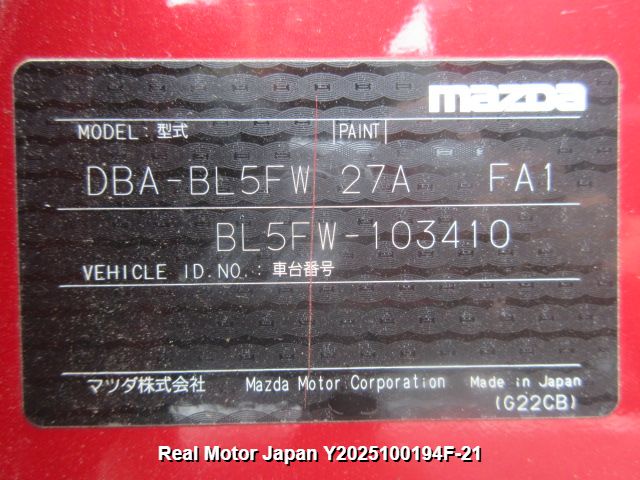 mazda
MODEL: 型式 PAINT
DBA-BL5FW 27A FA1
BL5FW-103410
VEHICLE ID.NO.: 車台番号
マツダ株式会社 Mazda Motor Corporation Made in Japan
(G22CB)
Real Motor Japan Y2025100194F-21